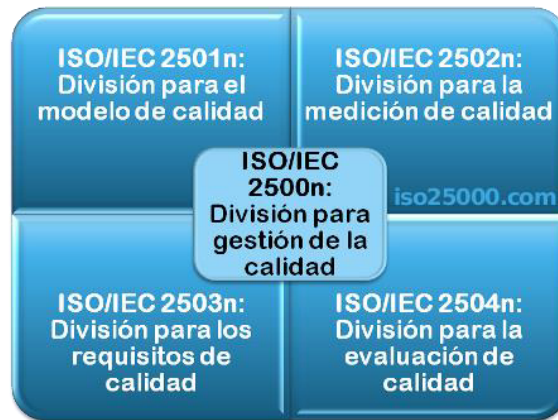 ISO/IEC 2501n:
División para el
modelo de calidad
ISO/IEC 2502n:
División para la
medición de calidad
ISO/IEC
2500n:
División para
gestión de la
calidad
iso25000.com
ISO/IEC 2503n:
División para los
requisitos de
calidad
ISO/IEC 2504n:
División para la
evaluación de
calidad